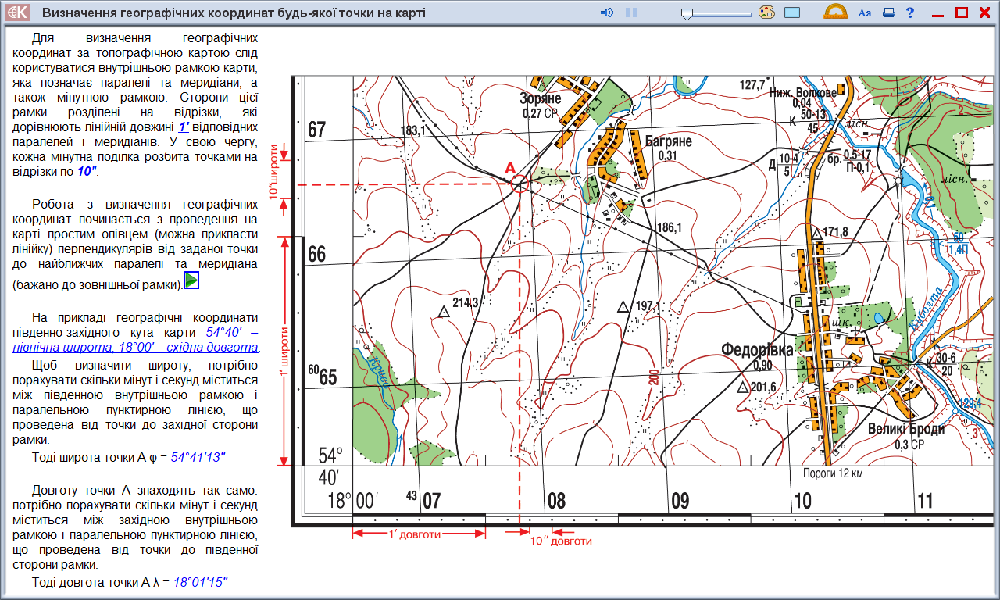 Визначення географічних координат будь-якої точки на карті
Аа
?
Для визначення географічних
координат за топографічною картою слід
користуватися внутрішньою рамкою карти,
яка позначає паралелі та меридіани, а
також мінутною рамкою. Сторони цієї
рамки розділені на відрізки, які
дорівнюють лінійній довжині 1′ відповідних
паралелей і меридіанів. У свою чергу,
кожна мінутна поділка розбита точками на
відрізки по 10″.
Робота з визначення географічних
координат починається з проведення на
карті простим олівцем (можна прикласти
лінійку) перпендикулярів від заданої точки
до найближчих паралелі та меридіана
(бажано до зовнішньої рамки).
На прикладі географічні координати
південно-західного кута карти 54°40′ –
північна широта, 18°00′ – східна довгота.
Щоб визначити широту, потрібно
порахувати скільки мінут і секунд міститься
між південною внутрішньою рамкою і
паралельною пунктирною лінією, що
проведена від точки до західної сторони
рамки.
Тоді широта точки А φ = 54°41′13″
Довготу точки А знаходять так само:
потрібно порахувати скільки мінут і секунд
міститься між західною внутрішньою
рамкою і паралельною пунктирною лінією,
що проведена від точки до південної
сторони рамки.
Тоді довгота точки А λ = 18°01′15″
127,7
Ниж. Волкове
0,04
Зоряне
0,27 СР
К 50-13
45
лісн.
2
67
183,1
Багряне
0,31
10″широти
А
Д 10-4
5
бр. 0,5-17
П-0,1
лісн.
0,1
186,1
171,8
50
1,4П
66
214,3
197,1
Куболта
шк.
1′ широти
Федорівка
0,90
К 30-6
20
Крива
6065
200
201,6
129,4
Великі Броди
0,3 СР
3
54°
40′
Пороги 12 км
18°00′
4307
08
09
10
11
1′ довготи
10″ довготи